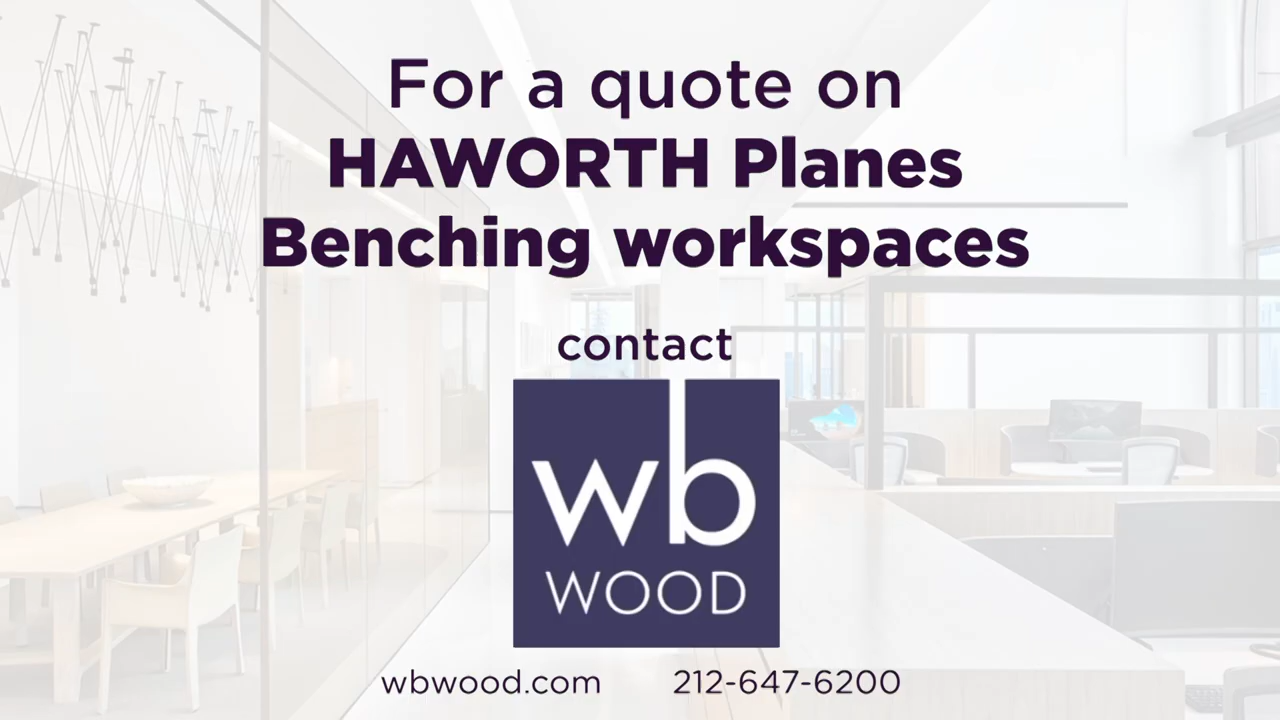 For a quote on
HAWORTH Planes
Benching workspaces
contact
wb
WOOD
wbwood.com 212-647-6200